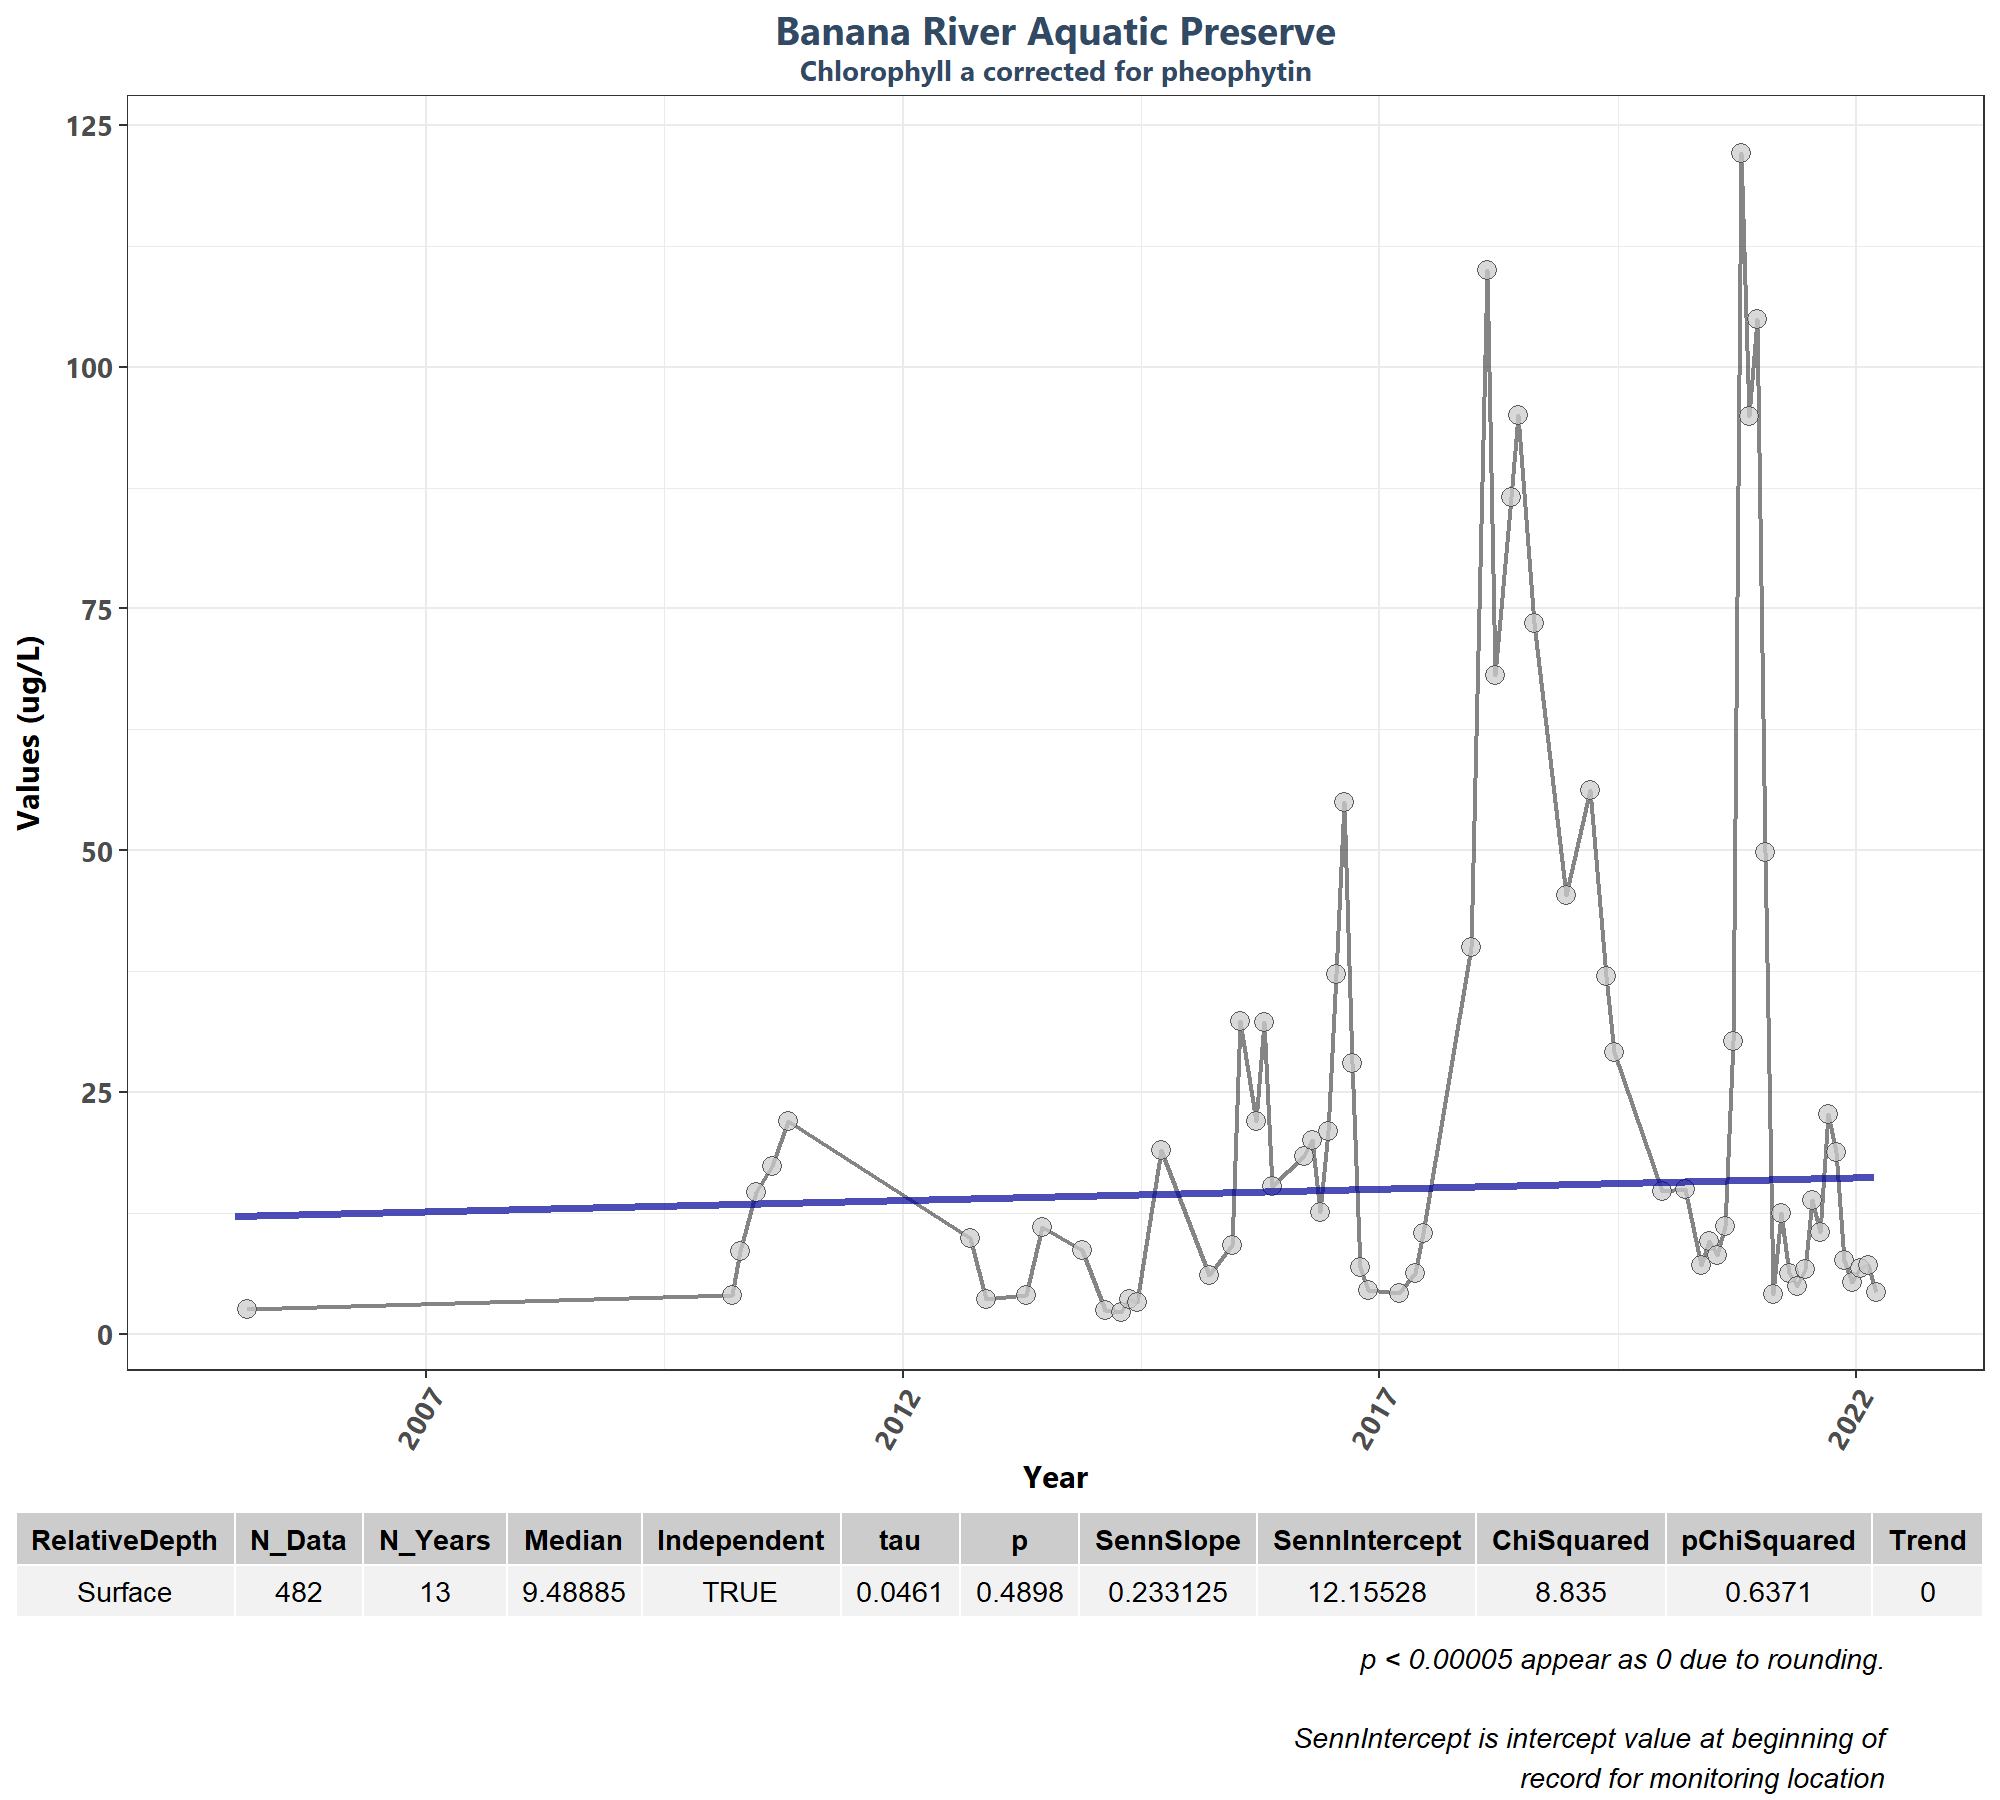 Banana River Aquatic Preserve
Chlorophyll a corrected for pheophytin
125
100
75
50
25
0
Values (ug/L)
2007 2012 2017 2022
Year
RelativeDepth N_Data N_Years Median Independent tau p SennSlope SennIntercept ChiSquared pChiSquared Trend
Surface 482 13 9.48885 TRUE 0.0461 0.4898 0.233125 12.15528 8.835 0.6371 0
p < 0.00005 appear as 0 due to rounding.
SennIntercept is intercept value at beginning of
record for monitoring location